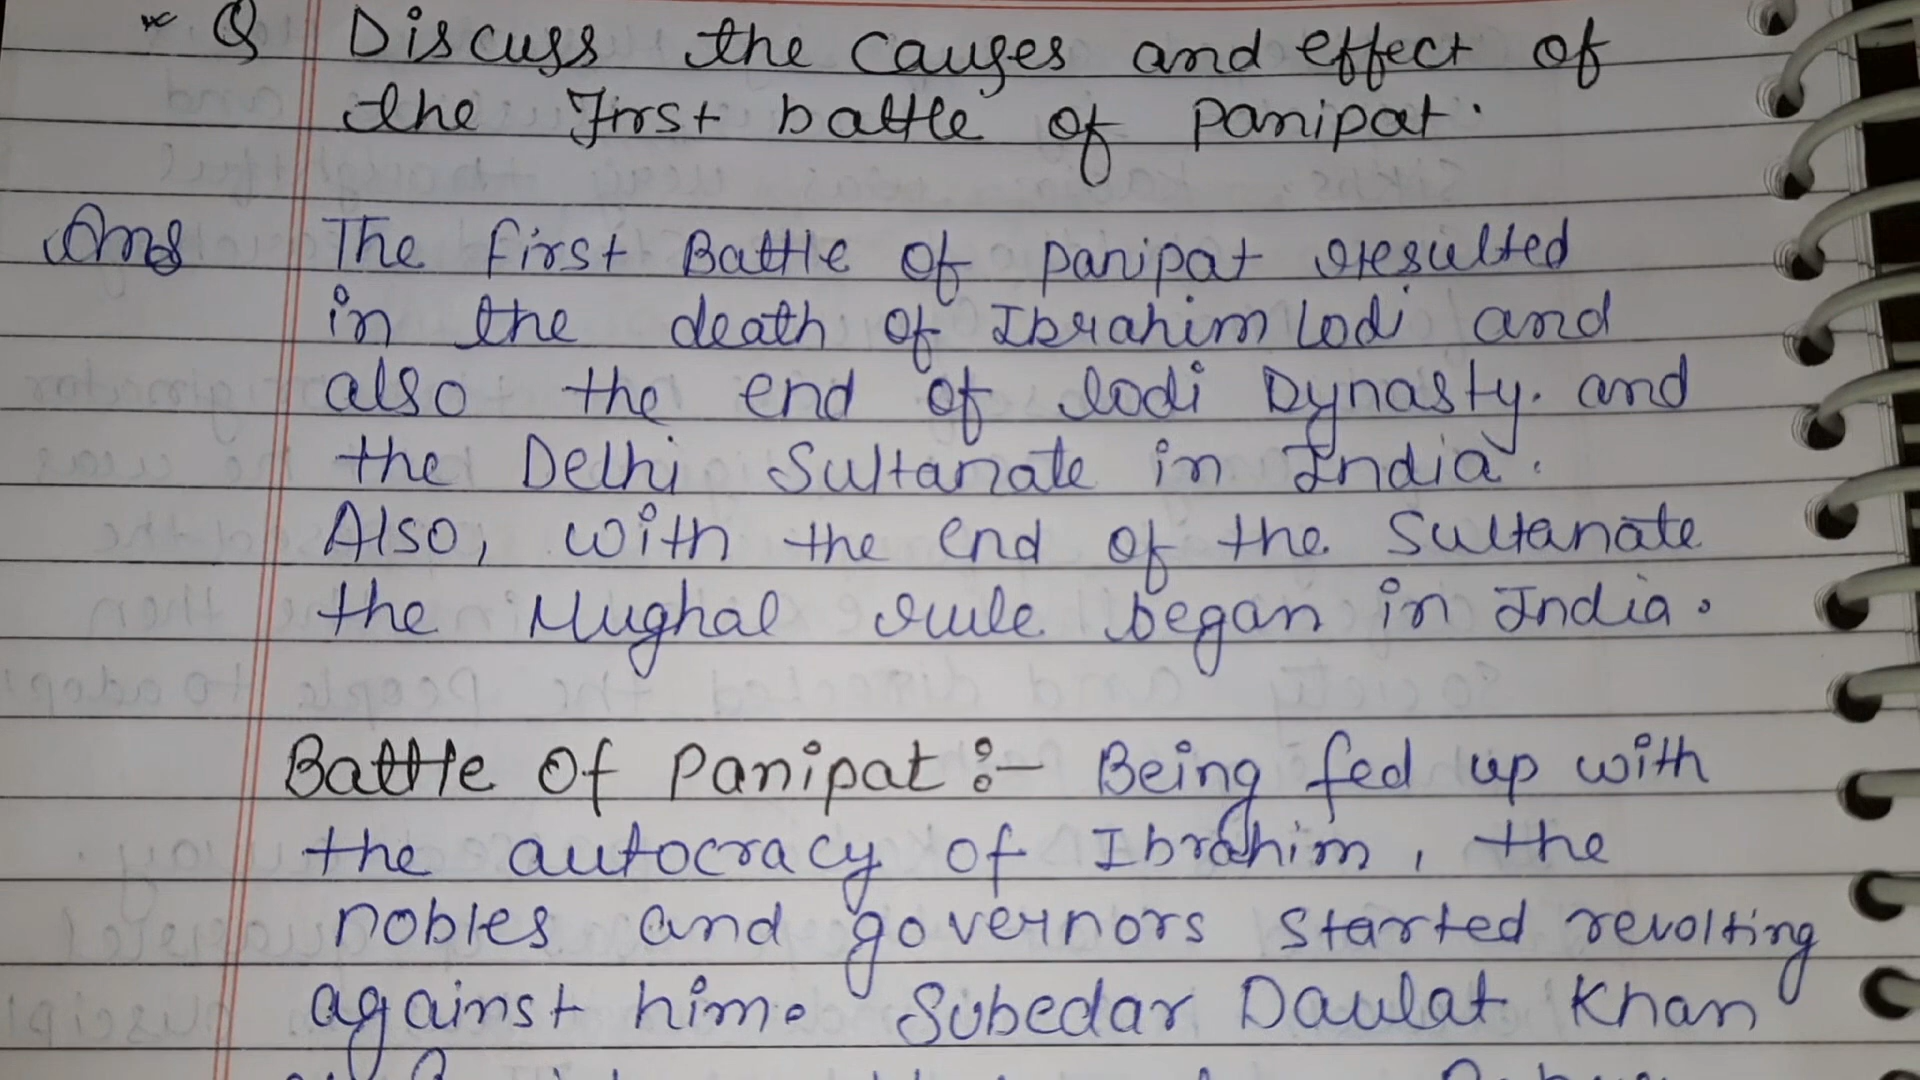 Q Discuss the causes and effect of
the First battle of panipat.
Ans The first Battle of panipat resulted
in the death of Ibrahim lodi and
also the end of lodi Dynasty. and
the Delhi Sultanate in India.
Also, with the end of the Sultanate
the Mughal rule began in India.
Battle Of Panipat :- Being fed up with
the autocracy of Ibrahim, the
nobles and governors started revolting
against him. Subedar Daulat Khan